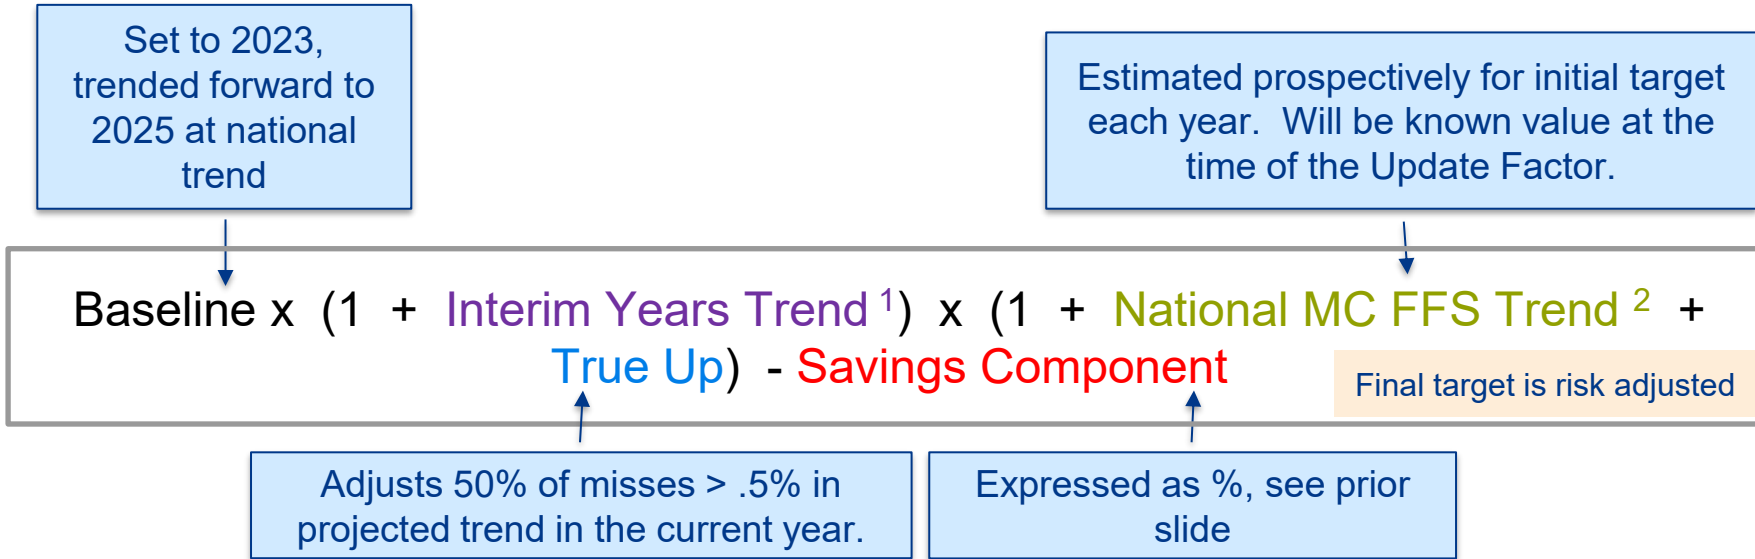 Set to 2023,
trended forward to
2025 at national
trend
Estimated prospectively for initial target
each year. Will be known value at the
time of the Update Factor.
Baseline x (1 + Interim Years Trend ¹) x (1 + National MC FFS Trend ² +
True Up) - Savings Component
Final target is risk adjusted
Adjusts 50% of misses > .5% in
projected trend in the current year.
Expressed as %, see prior
slide